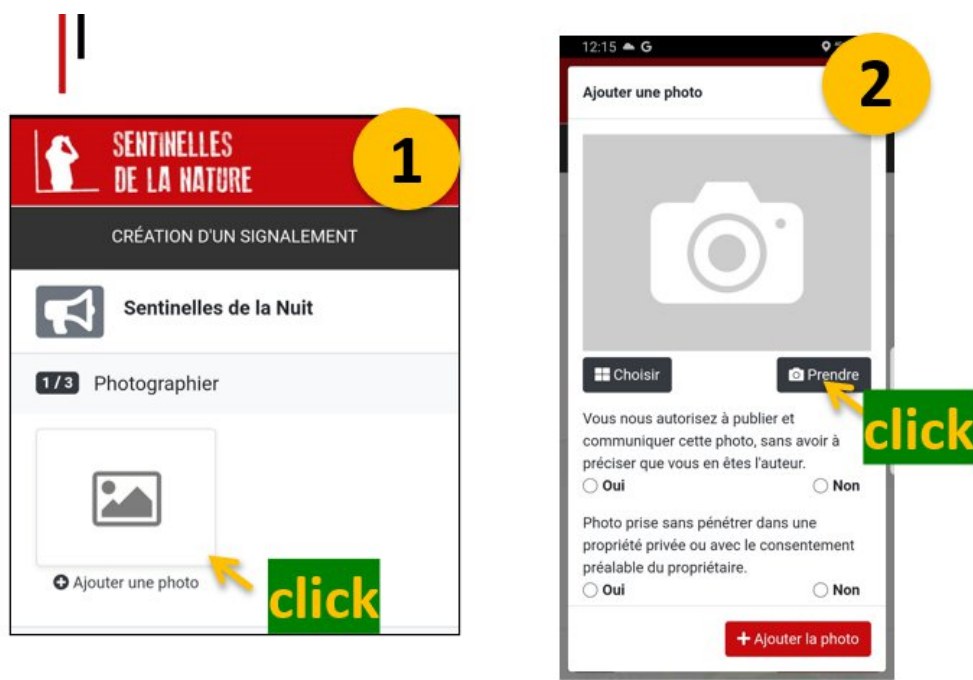 1
SENTINELLES
DE LA NATURE
CRÉATION D'UN SIGNALEMENT
Sentinelles de la Nuit
1/3 Photographier
Ajouter une photo
click
2
12:15 G
Ajouter une photo
Choisir
Prendre
click
Vous nous autorisez à publier et
communiquer cette photo, sans avoir à
préciser que vous en êtes l'auteur.
Oui Non
Photo prise sans pénétrer dans une
propriété privée ou avec le consentement
préalable du propriétaire.
Oui Non
+ Ajouter la photo